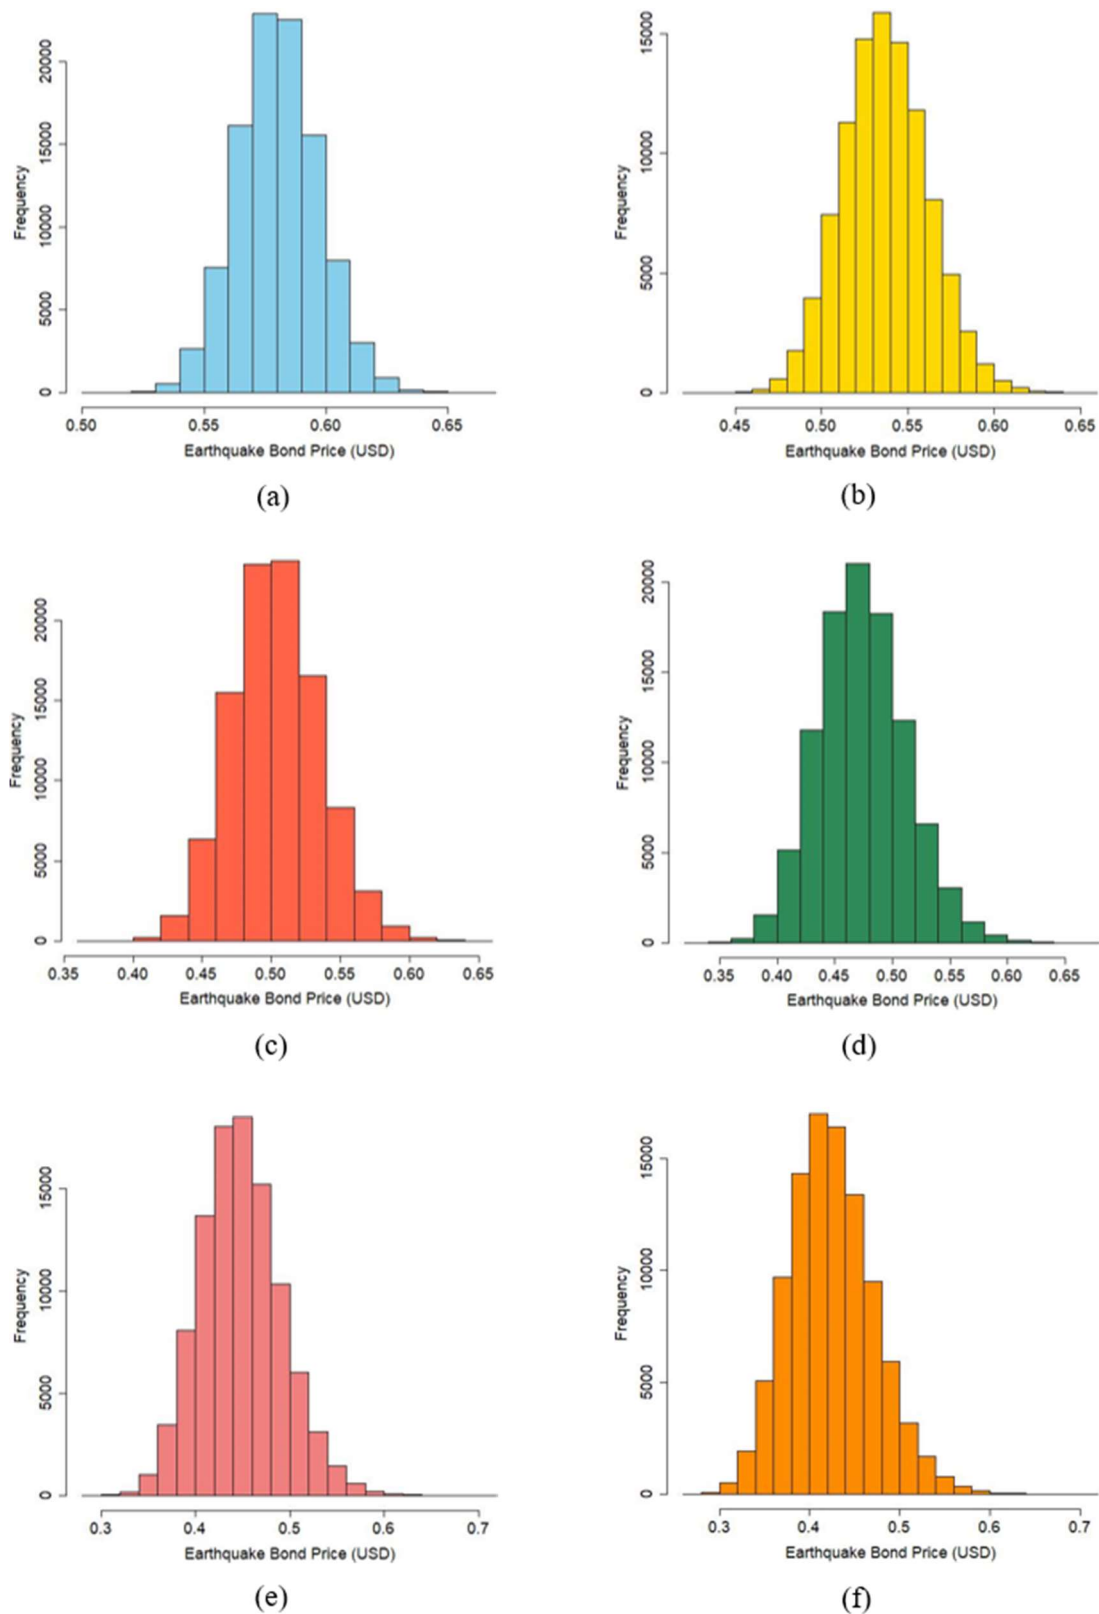 20000
15000
10000
5000
0
Frequency
0.50 0.55 0.60 0.65
Earthquake Bond Price (USD)
(a)
15000
10000
5000
0
Frequency
0.45 0.50 0.55 0.60 0.65
Earthquake Bond Price (USD)
(b)
20000
15000
10000
5000
0
Frequency
0.35 0.40 0.45 0.50 0.55 0.60 0.65
Earthquake Bond Price (USD)
(c)
20000
15000
10000
5000
0
Frequency
0.35 0.40 0.45 0.50 0.55 0.60 0.65
Earthquake Bond Price (USD)
(d)
15000
10000
5000
0
Frequency
0.3 0.4 0.5 0.6 0.7
Earthquake Bond Price (USD)
(e)
15000
10000
5000
0
Frequency
0.3 0.4 0.5 0.6 0.7
Earthquake Bond Price (USD)
(f)